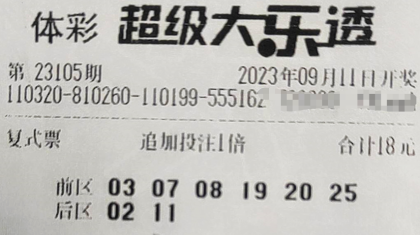 体彩 超级大乐透
第 23105期 2023年09月11日开奖
110320-810260-110199-555162
复式票 追加投注1倍 合计18元
前区 03 07 08 19 20 25
后区 02 11